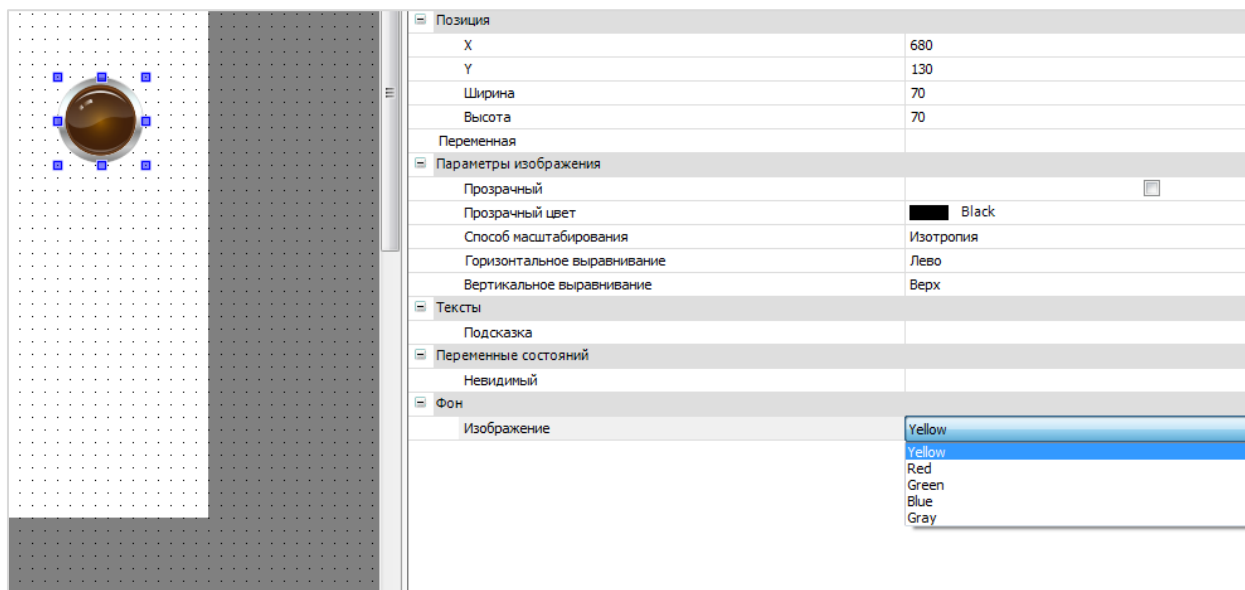 Позиция
X 680
Y 130
Ширина 70
Высота 70
Переменная
Параметры изображения
Прозрачный
Прозрачный цвет Black
Способ масштабирования Изотропия
Горизонтальное выравнивание Лево
Вертикальное выравнивание Верх
Тексты
Подсказка
Переменные состояний
Невидимый
Фон
Изображение Yellow
Yellow
Red
Green
Blue
Gray